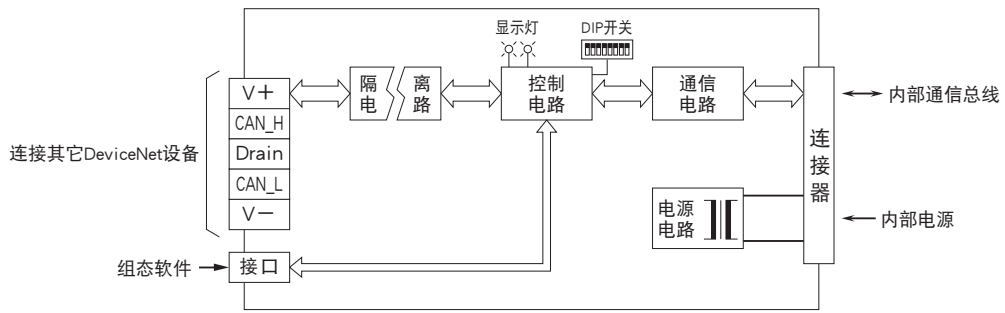 显示灯
DIP开关
V+
CAN_H
Drain
CAN_L
V-
连接其它DeviceNet设备
隔离
电路
控制
电路
通信
电路
连接器
内部通信总线
电源
电路
内部电源
组态软件
接口